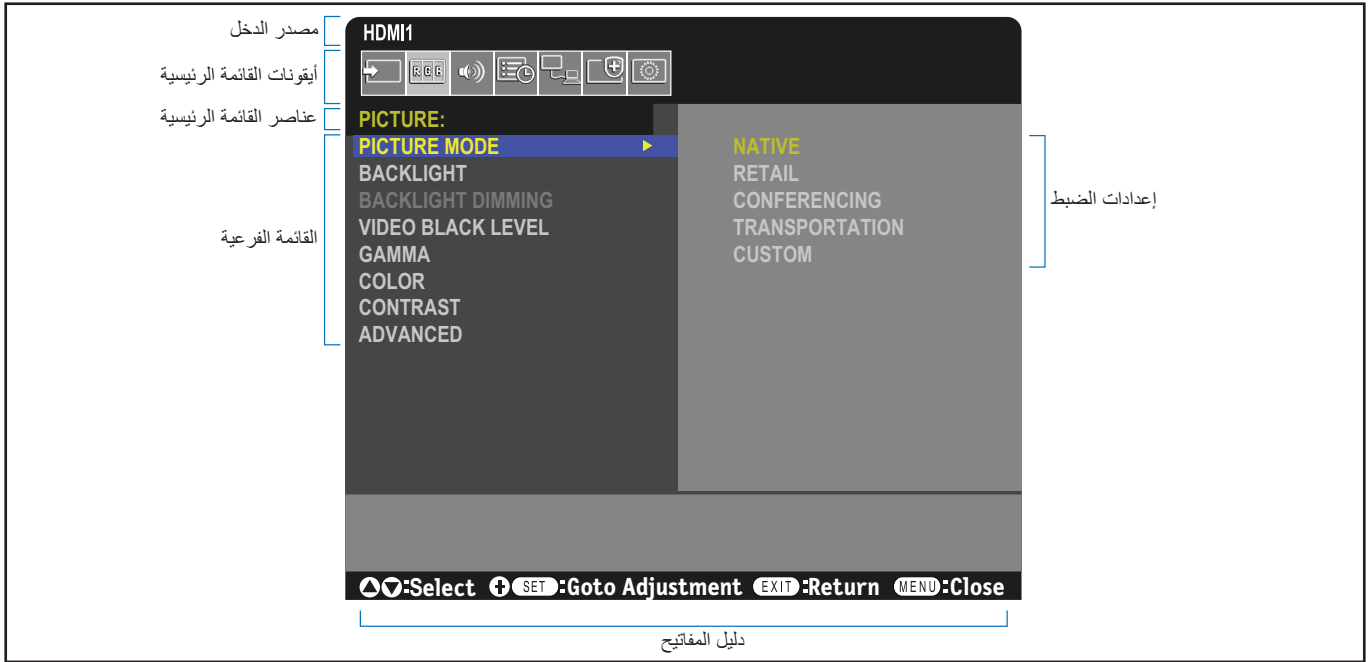 مصدر الدخل
HDMI1
أيقونات القائمة الرئيسية
RGB
عناصر القائمة الرئيسية
PICTURE:
PICTURE MODE
NATIVE
BACKLIGHT
RETAIL
BACKLIGHT DIMMING
CONFERENCING
إعدادات الضبط
VIDEO BLACK LEVEL
TRANSPORTATION
القائمة الفرعية
GAMMA
CUSTOM
COLOR
CONTRAST
ADVANCED
:Select SET:Goto Adjustment EXIT:Return MENU:Close
دليل المفاتيح